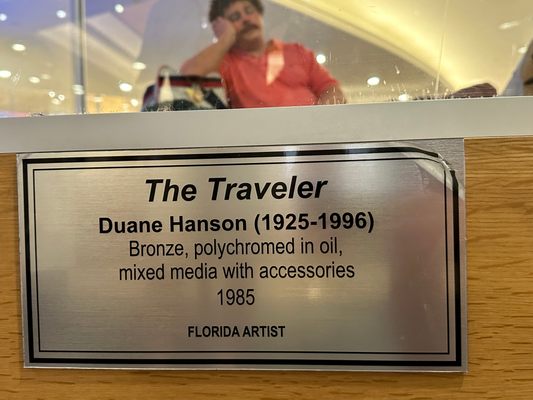 The Traveler
Duane Hanson (1925-1996)
Bronze, polychromed in oil,
mixed media with accessories
1985
FLORIDA ARTIST